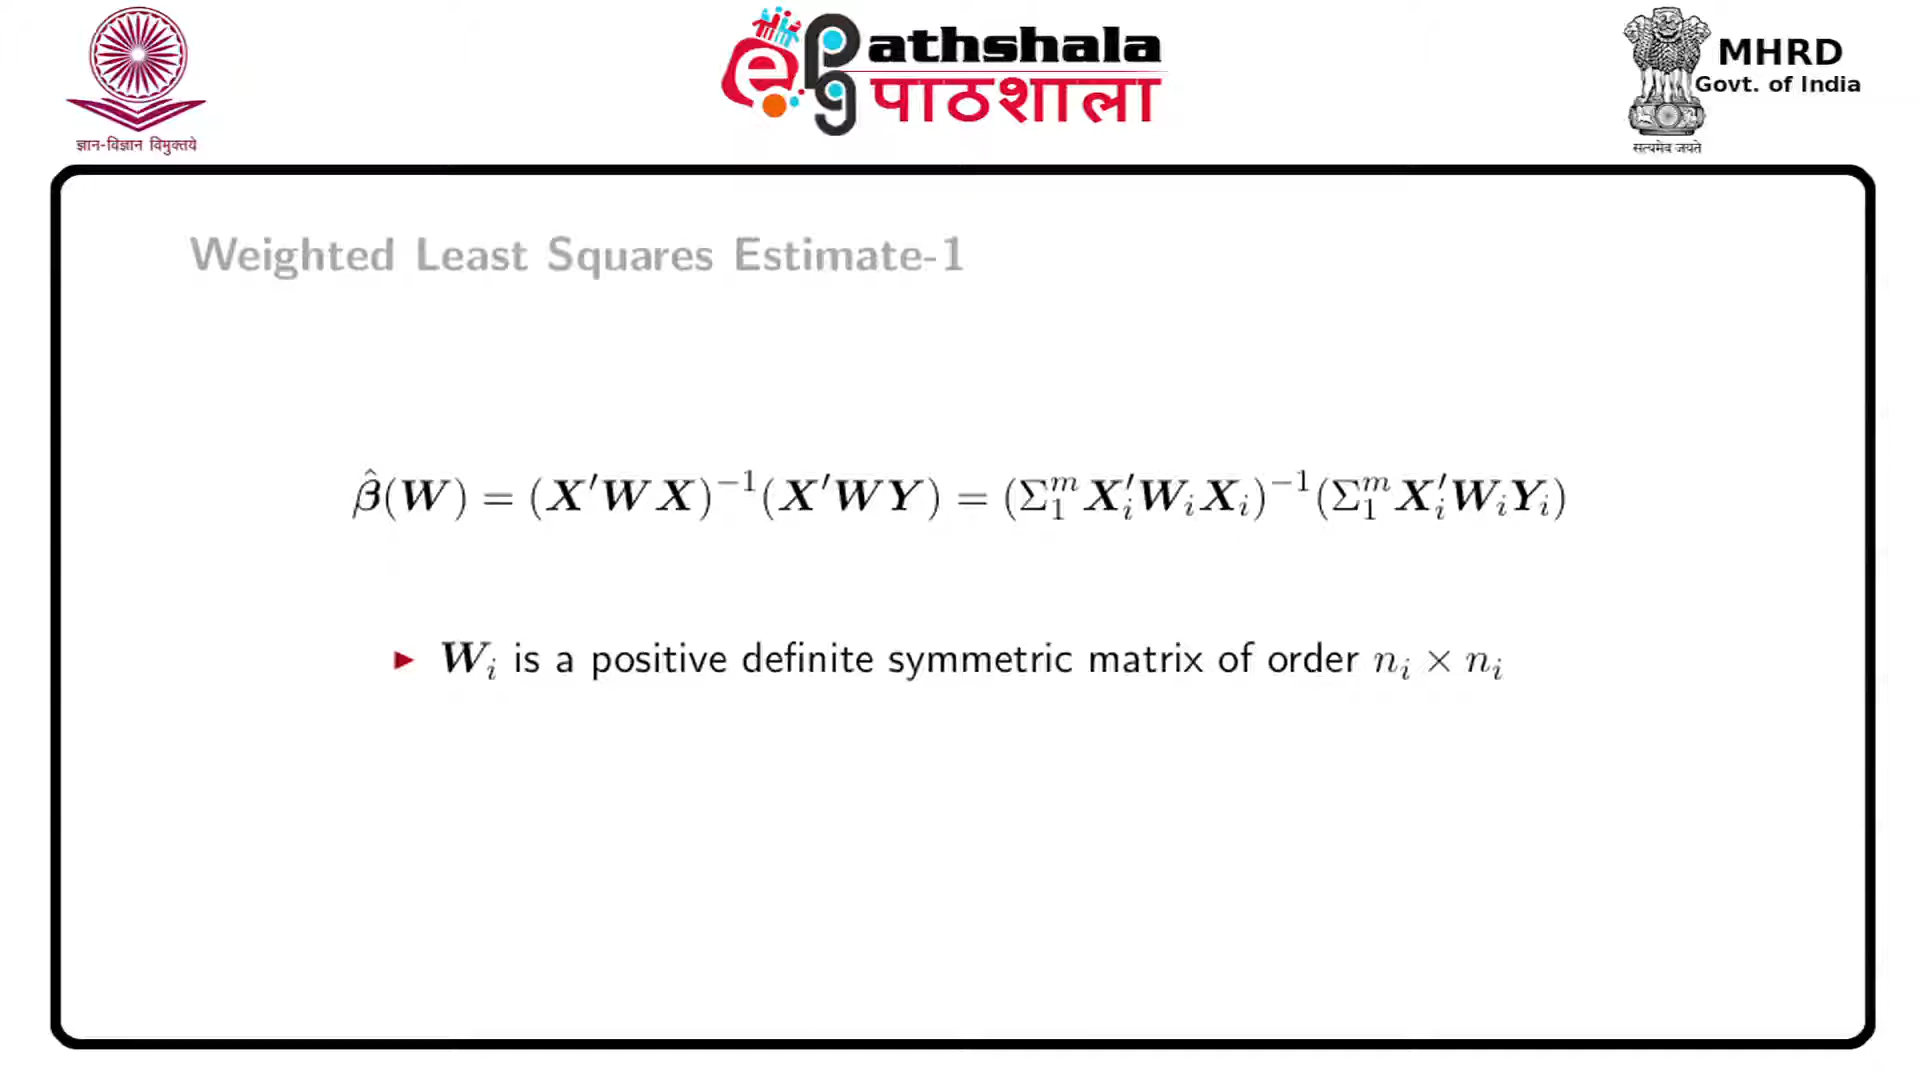 ज्ञान-विज्ञान विमुक्तये
ePathshala
पाठशाला
सत्यमेव जयते
MHRD
Govt. of India
Weighted Least Squares Estimate-1
β̂(W) = (X′WX)⁻¹(X′WY) = (Σ₁ᵐ X′ᵢWᵢXᵢ)⁻¹(Σ₁ᵐ X′ᵢWᵢYᵢ)
▶ Wᵢ is a positive definite symmetric matrix of order nᵢ × nᵢ